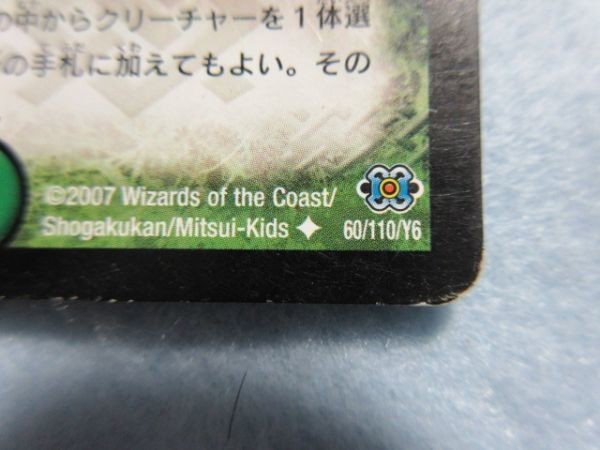 の中からクリーチャーを1体選
の手札に加えてもよい。その
©2007 Wizards of the Coast/
Shogakukan/Mitsui-Kids 60/110/Y6